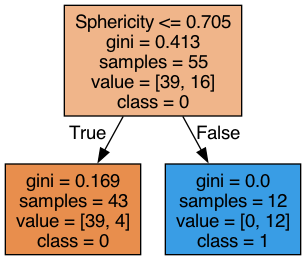 Sphericity <= 0.705
gini = 0.413
samples = 55
value = [39, 16]
class = 0
True
False
gini = 0.169
samples = 43
value = [39, 4]
class = 0
gini = 0.0
samples = 12
value = [0, 12]
class = 1